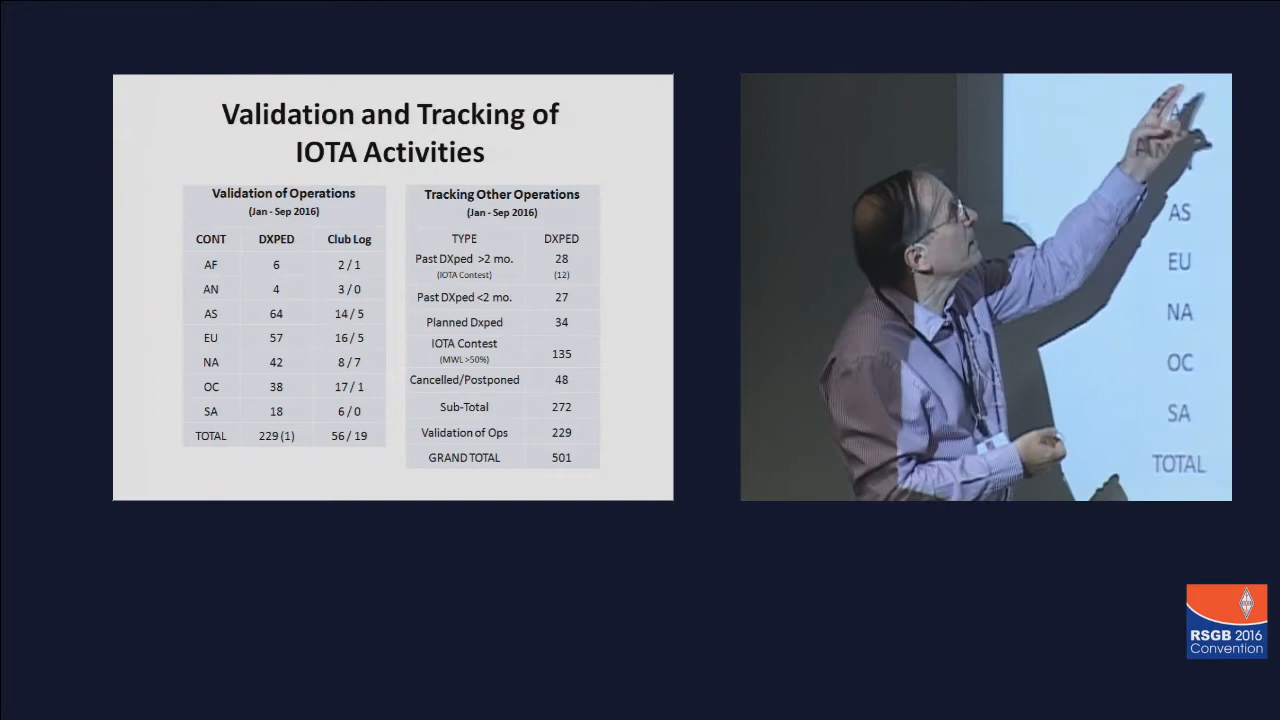 Validation and Tracking of
IOTA Activities
Validation of Operations
(Jan - Sep 2016)
CONT DXPED Club Log
AF 6 2 / 1
AN 4 3 / 0
AS 64 14 / 5
EU 57 16 / 5
NA 42 8 / 7
OC 38 17 / 1
SA 18 6 / 0
TOTAL 229 (1) 56 / 19
Tracking Other Operations
(Jan - Sep 2016)
TYPE DXPED
Past DXped >2 mo. 28
(IOTA Contest) (12)
Past DXped <2 mo. 27
Planned Dxped 34
IOTA Contest
(MWL >50%) 135
Cancelled/Postponed 48
Sub-Total 272
Validation of Ops 229
GRAND TOTAL 501
AS
EU
NA
OC
SA
TOTAL
RSGB 2016
Convention